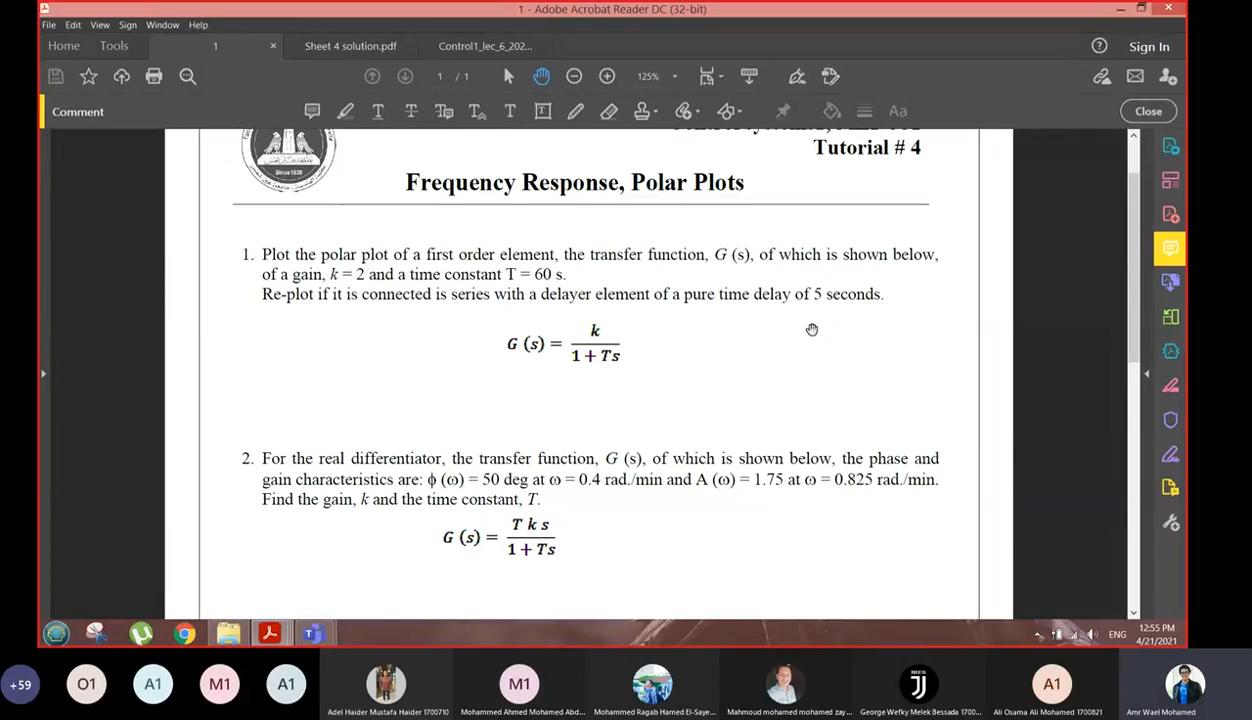 1 - Adobe Acrobat Reader DC (32-bit)
File Edit View Sign Window Help
Home Tools 1 × Sheet 4 solution.pdf Control1_lec_6_202... Sign In
1 / 1 125%
Comment Close
Tutorial # 4
Since 1839
Frequency Response, Polar Plots
1. Plot the polar plot of a first order element, the transfer function, G (s), of which is shown below,
of a gain, k = 2 and a time constant T = 60 s.
Re-plot if it is connected is series with a delayer element of a pure time delay of 5 seconds.
G (s) = k / 1 + Ts
2. For the real differentiator, the transfer function, G (s), of which is shown below, the phase and
gain characteristics are: ϕ (ω) = 50 deg at ω = 0.4 rad./min and A (ω) = 1.75 at ω = 0.825 rad./min.
Find the gain, k and the time constant, T.
G (s) = T k s / 1 + Ts
ENG
12:55 PM
4/21/2021
+59 O1 A1 M1 A1 M1 A1
Adel Haider Mustafa Haider 1700710 Mohammed Ahmed Mohamed Abd... Mohammed Ragab Hamed El-Saye... Mahmoud mohamed mohamed zay... George Wefky Melek Bessada 1700... Ali Osama Ali Mohamed 1700821 Amr Wael Mohamed